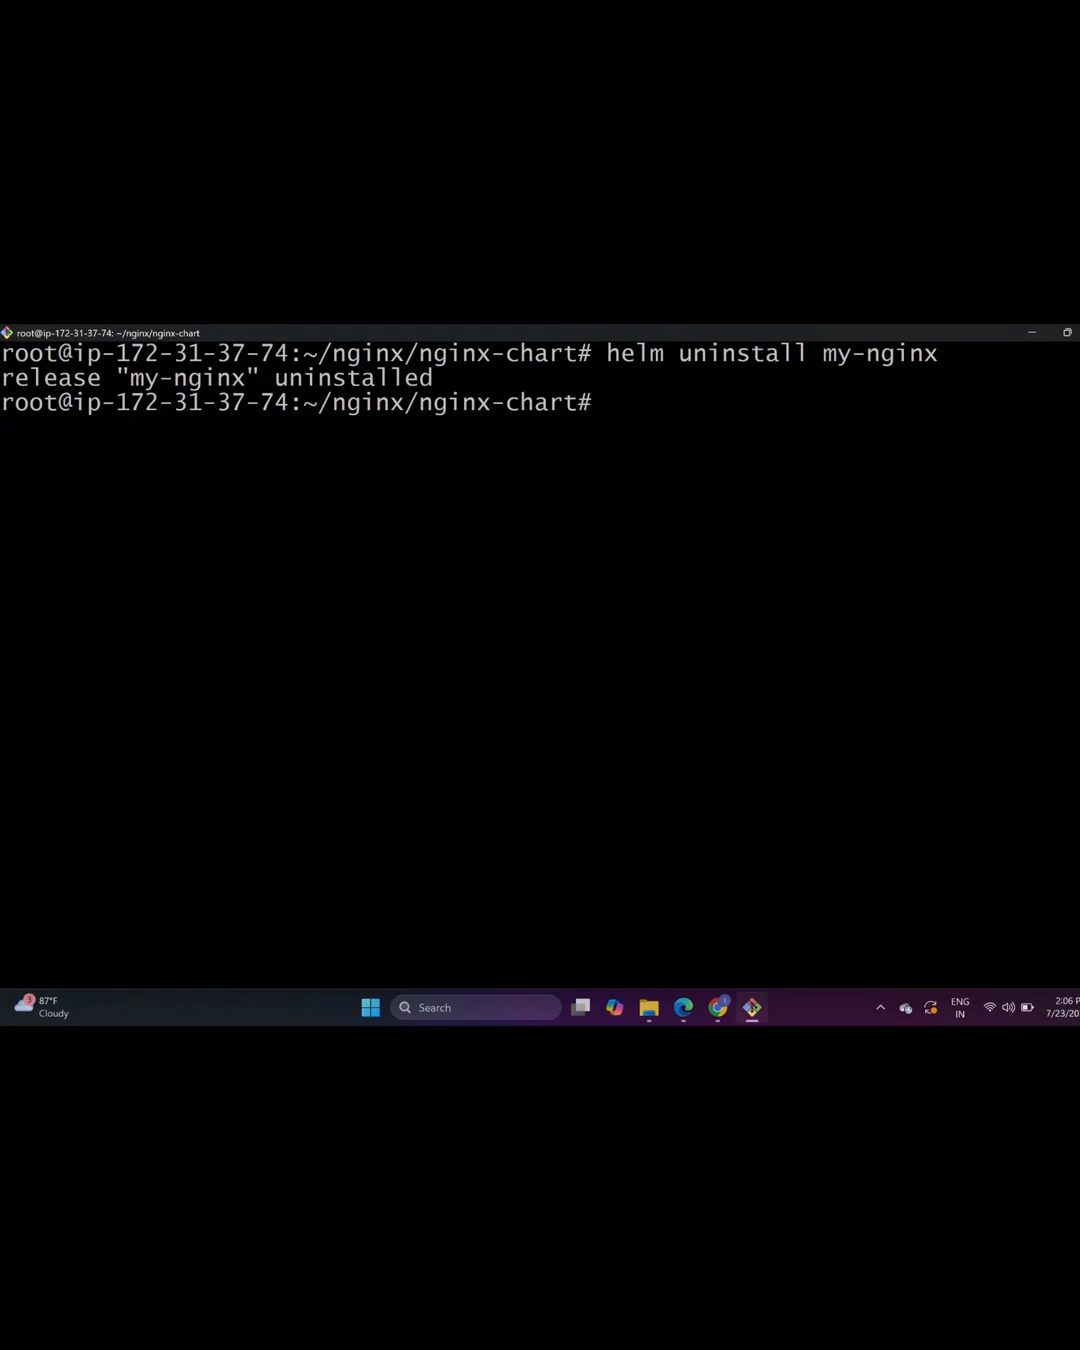 root@ip-172-31-37-74: ~/nginx/nginx-chart
root@ip-172-31-37-74:~/nginx/nginx-chart# helm uninstall my-nginx
release "my-nginx" uninstalled
root@ip-172-31-37-74:~/nginx/nginx-chart#
3
87°F
Cloudy
Search
ENG
IN
2:06 P
7/23/20